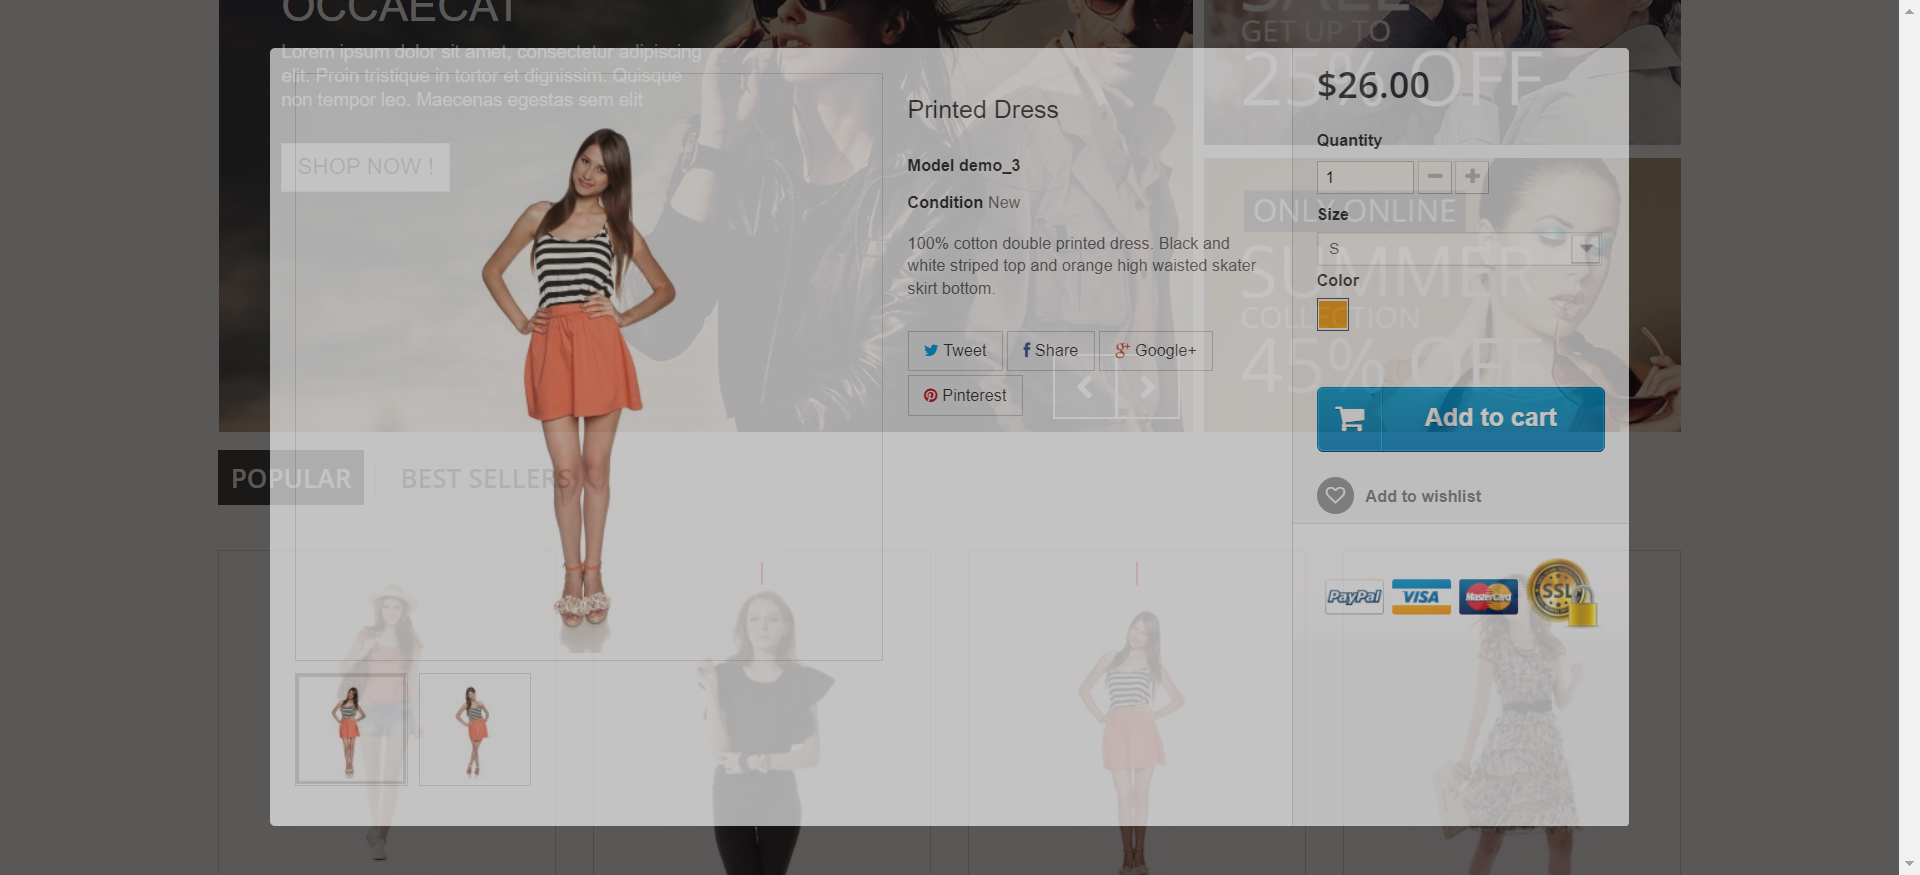 OCCAECAT
Lorem ipsum dolor sit amet, consectetur adipiscing
elit. Proin tristique in tortor et dignissim. Quisque
non tempor leo. Maecenas egestas sem elit
SHOP NOW !
SALE
GET UP TO
25% OFF
ONLY ONLINE
SUMMER
COLLECTION
45% OFF
Printed Dress
Model demo_3
Condition New
100% cotton double printed dress. Black and
white striped top and orange high waisted skater
skirt bottom.
Tweet
Share
Google+
Pinterest
$26.00
Quantity
1
Size
S
Color
Add to cart
Add to wishlist
PayPal
VISA
MasterCard
SSL
POPULAR
BEST SELLERS